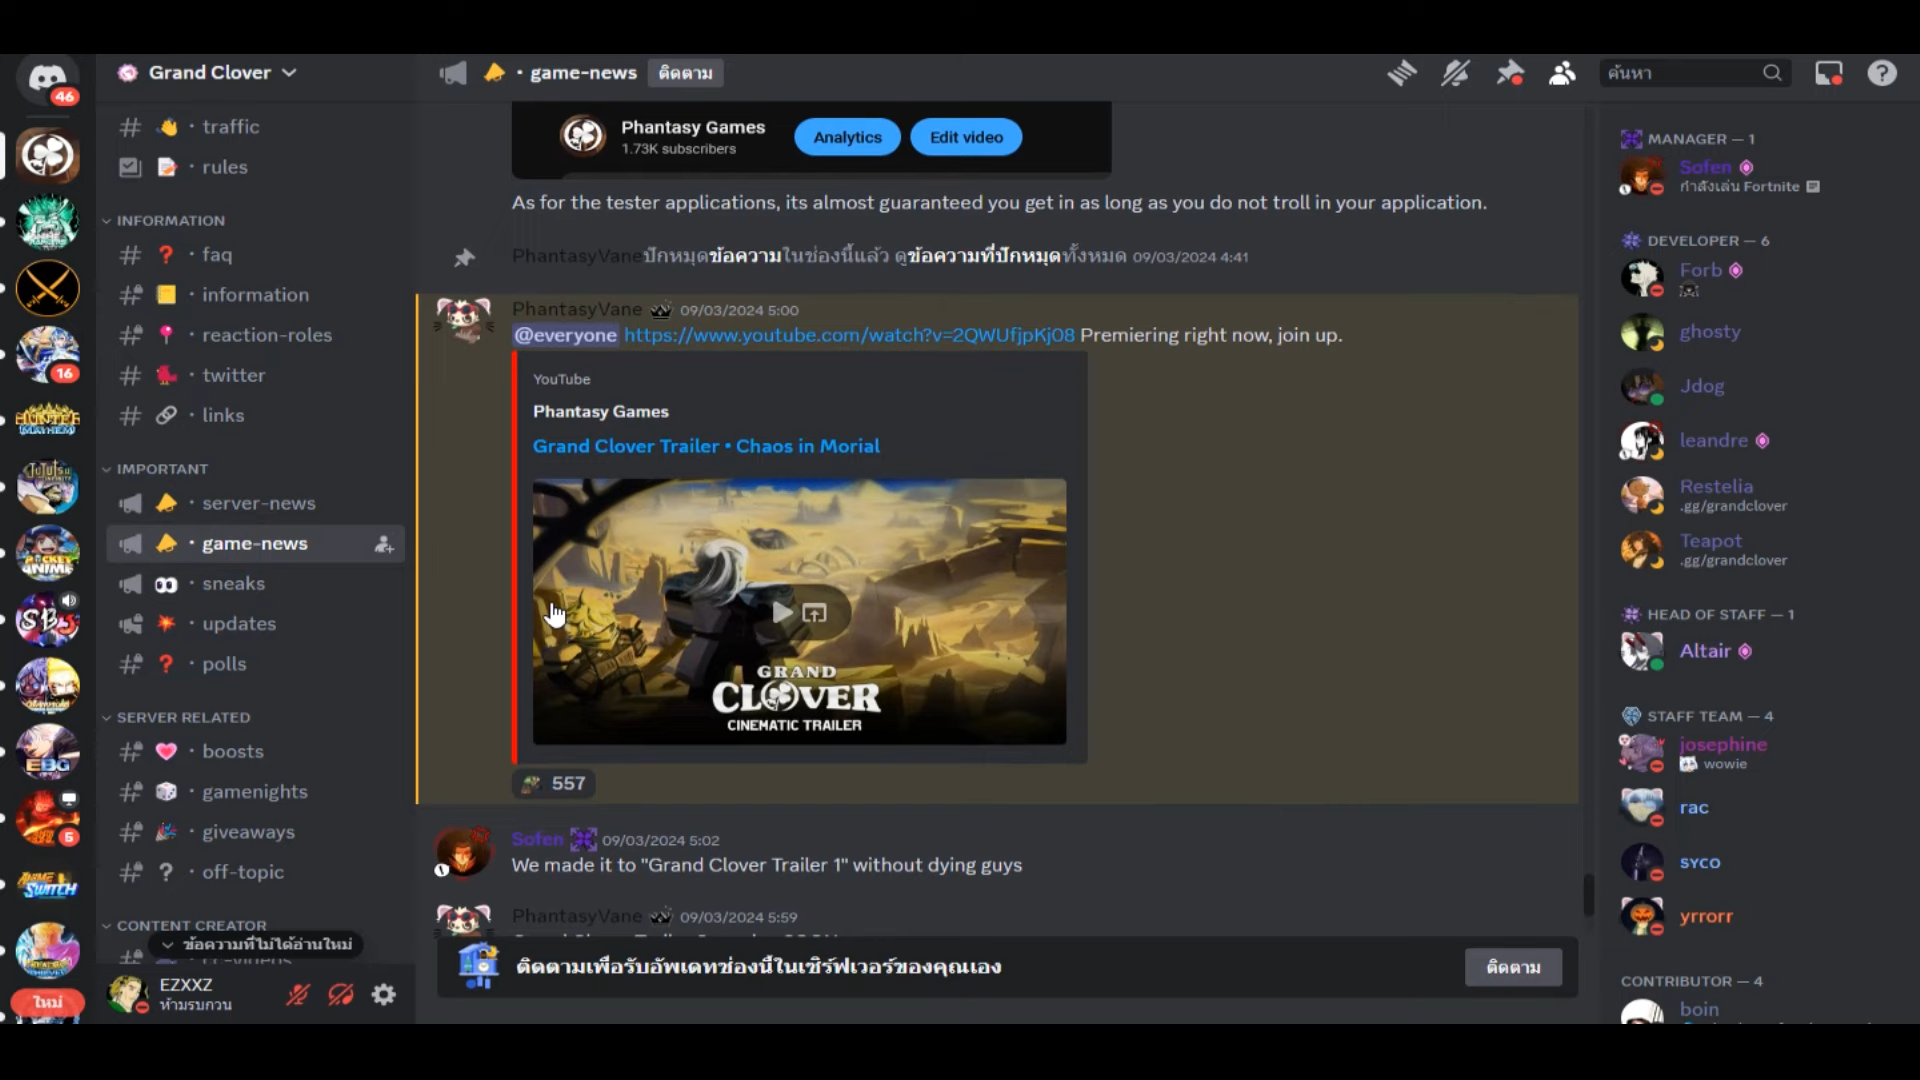 46
Grand Clover
traffic
rules
INFORMATION
faq
information
reaction-roles
twitter
links
IMPORTANT
server-news
game-news
sneaks
updates
polls
SERVER RELATED
boosts
gamenights
giveaways
off-topic
CONTENT CREATOR
ข้อความที่ไม่ได้อ่านใหม่
16
5
ใหม่
EZXXZ
ห้ามรบกวน
game-news
ติดตาม
ค้นหา
Phantasy Games
1.73K subscribers
Analytics
Edit video
As for the tester applications, its almost guaranteed you get in as long as you do not troll in your application.
PhantasyVaneปักหมุดข้อความในช่องนี้แล้ว ดูข้อความที่ปักหมุดทั้งหมด 09/03/2024 4:41
PhantasyVane 09/03/2024 5:00
@everyone https://www.youtube.com/watch?v=2QWUfjpKj08 Premiering right now, join up.
YouTube
Phantasy Games
Grand Clover Trailer • Chaos in Morial
GRAND
CLOVER
CINEMATIC TRAILER
557
Sofen 09/03/2024 5:02
We made it to "Grand Clover Trailer 1" without dying guys
PhantasyVane 09/03/2024 5:59
ติดตามเพื่อรับอัพเดทช่องนี้ในเซิร์ฟเวอร์ของคุณเอง
ติดตาม
MANAGER — 1
Sofen
กำลังเล่น Fortnite
DEVELOPER — 6
Forb
ghosty
Jdog
leandre
Restelia
.gg/grandclover
Teapot
.gg/grandclover
HEAD OF STAFF — 1
Altair
STAFF TEAM — 4
josephine
wowie
rac
syco
yrrorr
CONTRIBUTOR — 4
boin